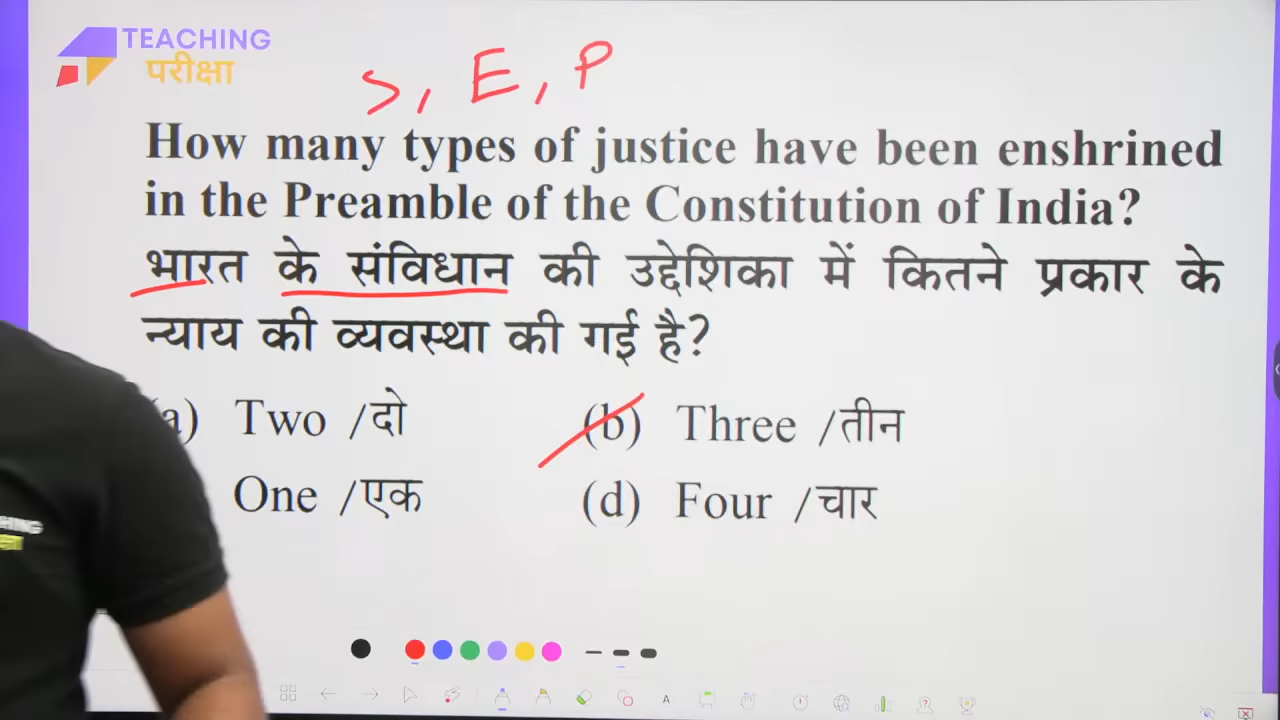 TEACHING
परीक्षा
S, E, P
How many types of justice have been enshrined
in the Preamble of the Constitution of India?
भारत के संविधान की उद्देशिका में कितने प्रकार के
न्याय की व्यवस्था की गई है?
a) Two /दो (b) Three /तीन
One /एक (d) Four /चार
A